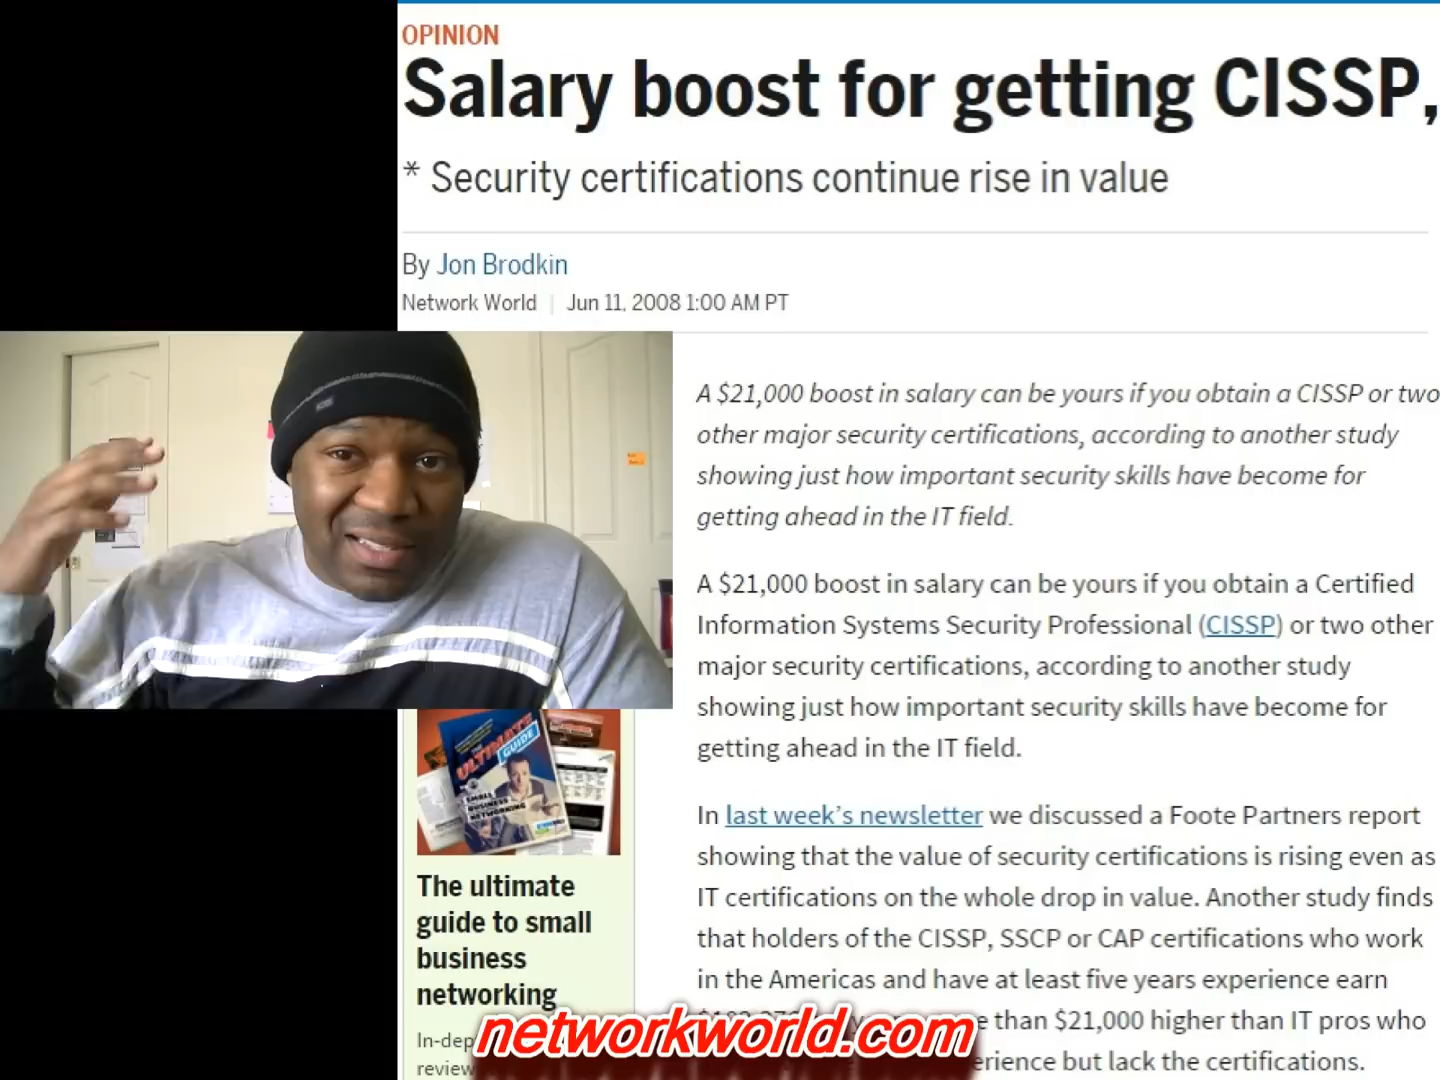 OPINION
Salary boost for getting CISSP,
* Security certifications continue rise in value
By Jon Brodkin
Network World | Jun 11, 2008 1:00 AM PT
A $21,000 boost in salary can be yours if you obtain a CISSP or two
other major security certifications, according to another study
showing just how important security skills have become for
getting ahead in the IT field.
A $21,000 boost in salary can be yours if you obtain a Certified
Information Systems Security Professional (CISSP) or two other
major security certifications, according to another study
showing just how important security skills have become for
getting ahead in the IT field.
In last week's newsletter we discussed a Foote Partners report
showing that the value of security certifications is rising even as
IT certifications on the whole drop in value. Another study finds
that holders of the CISSP, SSCP or CAP certifications who work
in the Americas and have at least five years experience earn
than $21,000 higher than IT pros who
but lack the certifications.
THE
ULTIMATE
GUIDE
SMALL
BUSINESS
NETWORKING
The ultimate
guide to small
business
networking
review
networkworld.com